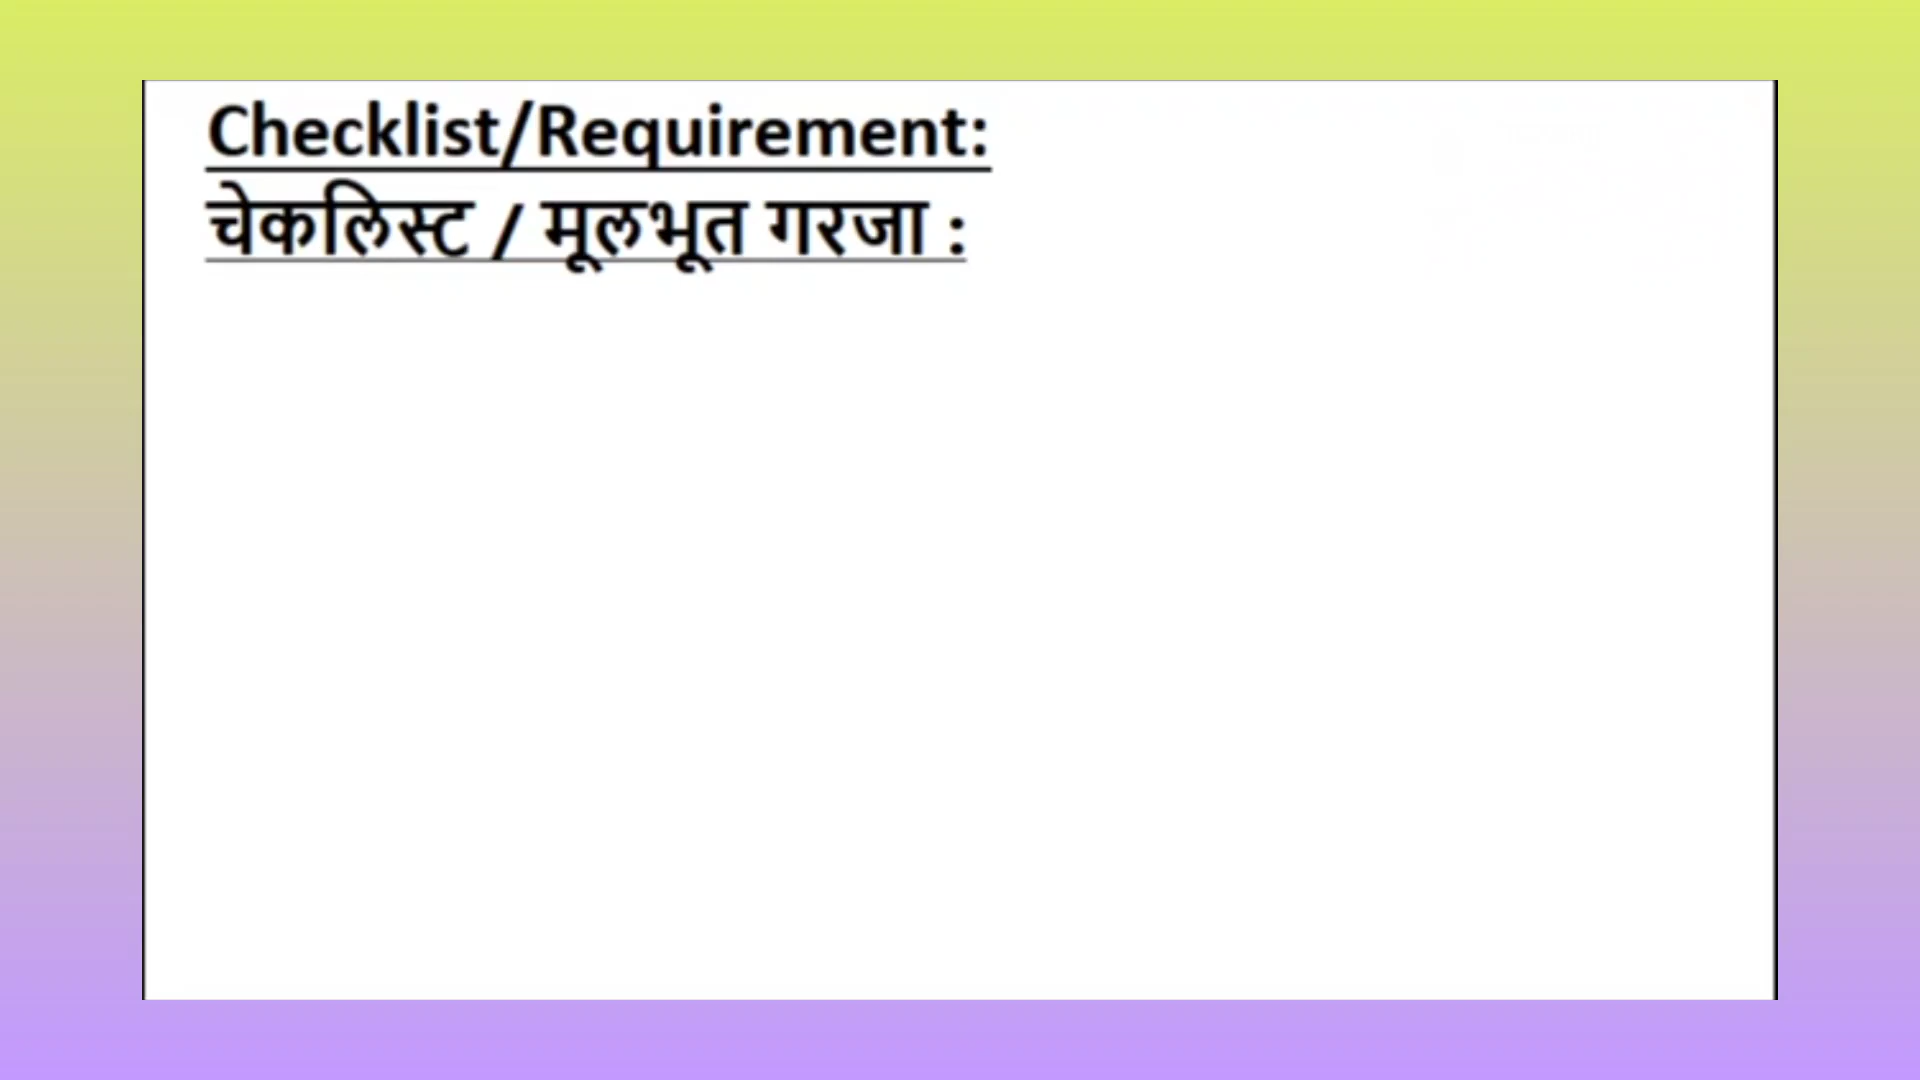 Checklist/Requirement:
चेकलिस्ट / मूलभूत गरजा :